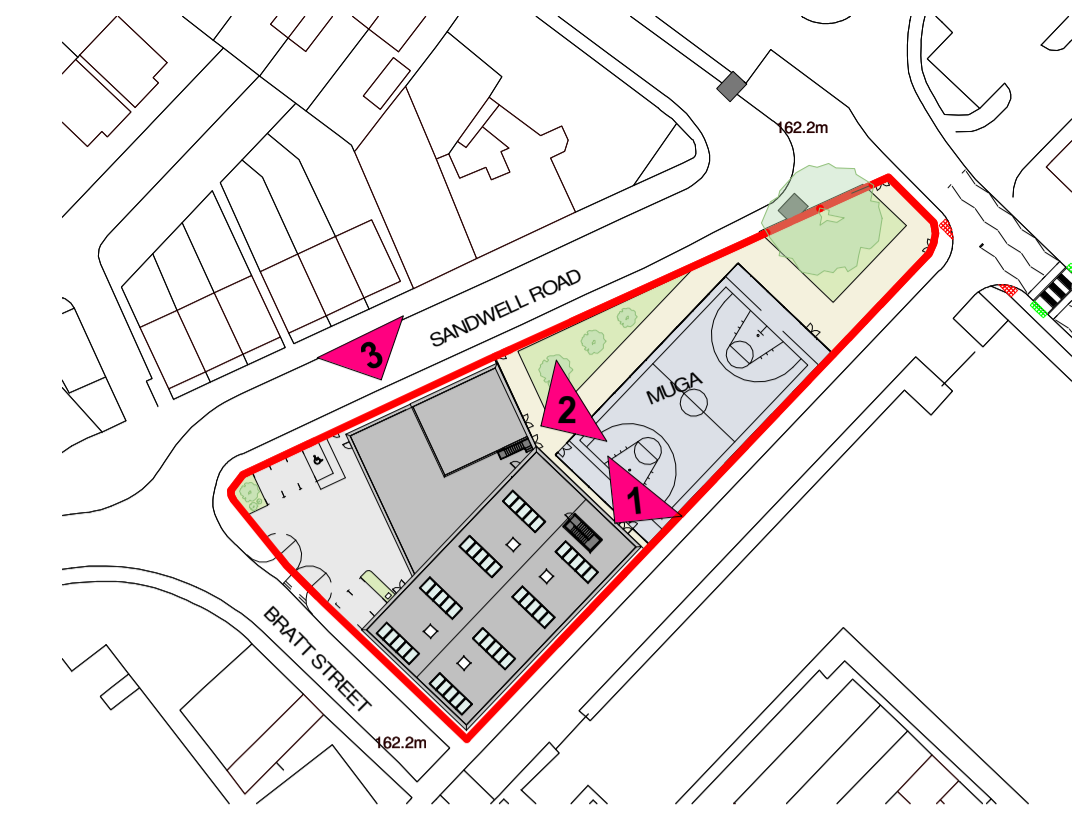 162.2m
SANDWELL ROAD
3
MUGA
2
1
BRATT STREET
162.2m